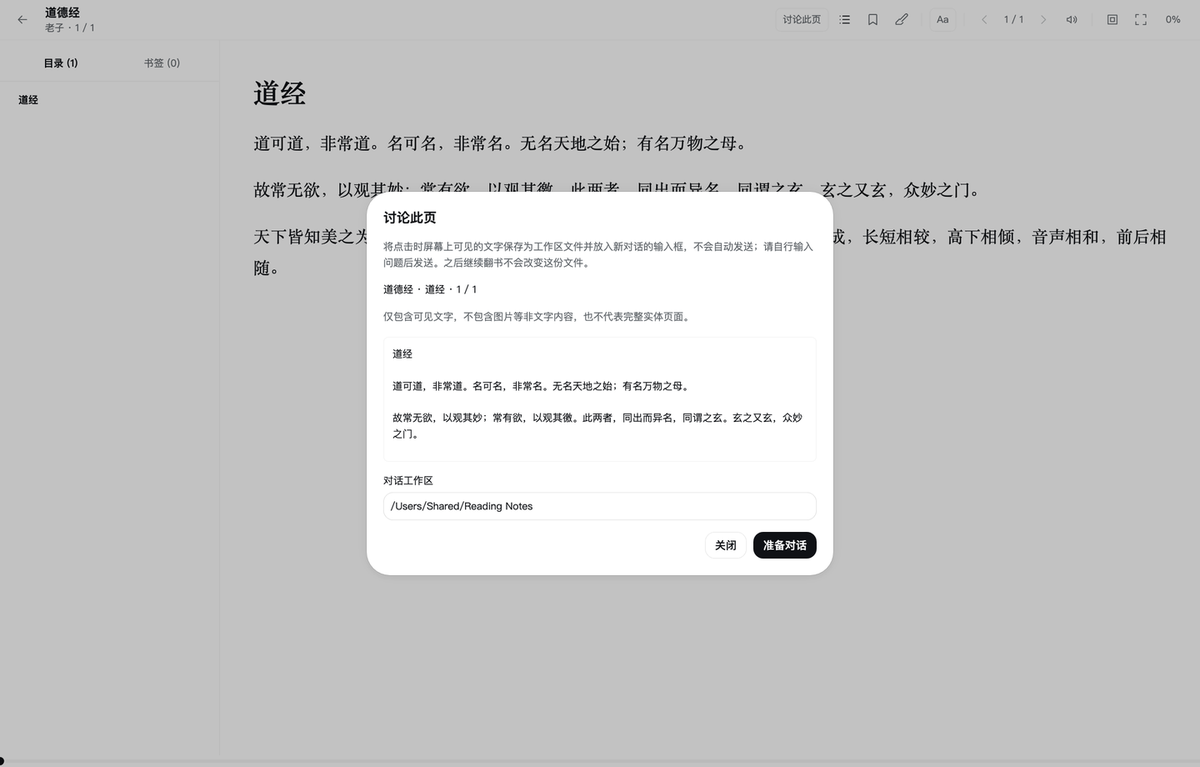 道德经
老子 · 1 / 1
讨论此页
Aa
1 / 1
0%
目录 (1)
书签 (0)
道经
道经
道可道，非常道。名可名，非常名。无名天地之始；有名万物之母。
故常无欲，以观其妙；常有欲，以观其徼。此两者，同出而异名，同谓之玄。玄之又玄，众妙之门。
天下皆知美之为
成，长短相较，高下相倾，音声相和，前后相
随。
讨论此页
将点击时屏幕上可见的文字保存为工作区文件并放入新对话的输入框，不会自动发送；请自行输入
问题后发送。之后继续翻书不会改变这份文件。
道德经 · 道经 · 1 / 1
仅包含可见文字，不包含图片等非文字内容，也不代表完整实体页面。
道经
道可道，非常道。名可名，非常名。无名天地之始；有名万物之母。
故常无欲，以观其妙；常有欲，以观其徼。此两者，同出而异名，同谓之玄。玄之又玄，众妙
之门。
对话工作区
/Users/Shared/Reading Notes
关闭
准备对话